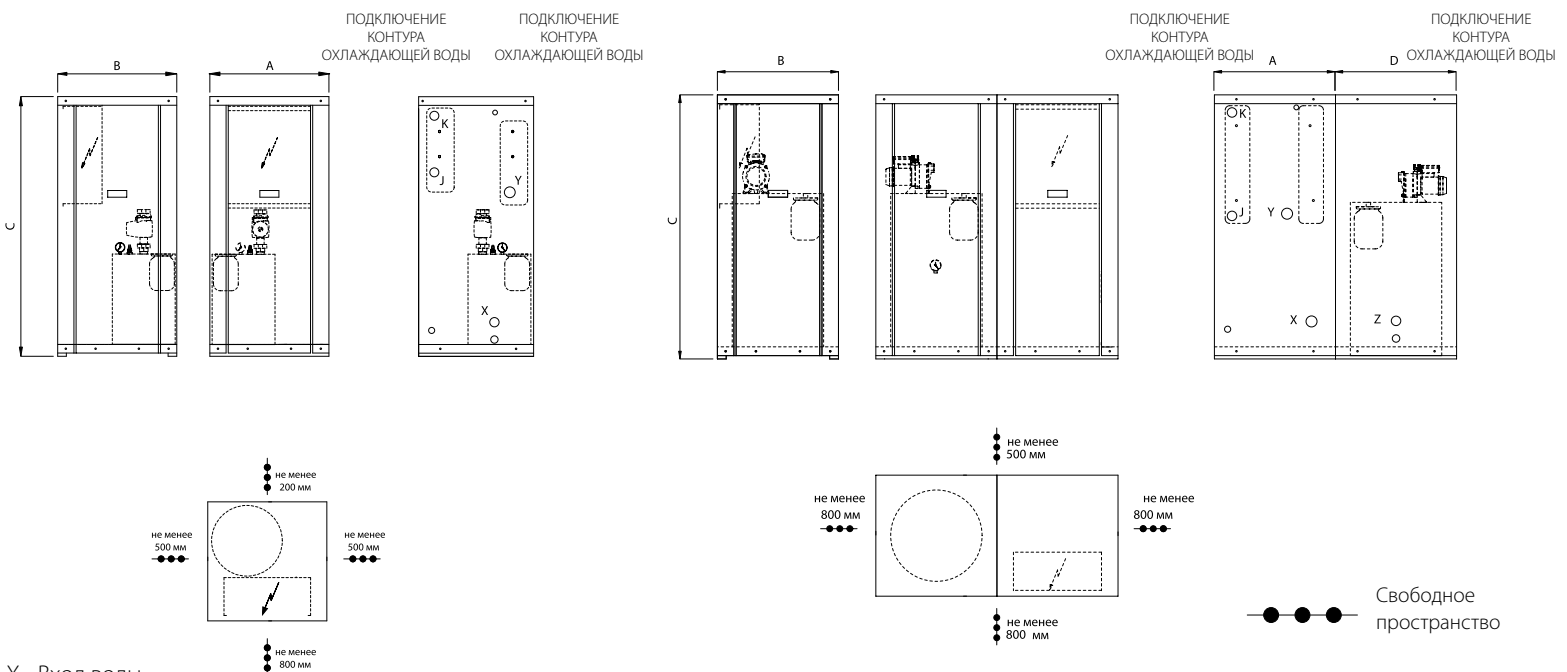 ПОДКЛЮЧЕНИЕ
КОНТУРА
ОХЛАЖДАЮЩЕЙ ВОДЫ
ПОДКЛЮЧЕНИЕ
КОНТУРА
ОХЛАЖДАЮЩЕЙ ВОДЫ
ПОДКЛЮЧЕНИЕ
КОНТУРА
ОХЛАЖДАЮЩЕЙ ВОДЫ
ПОДКЛЮЧЕНИЕ
КОНТУРА
ОХЛАЖДАЮЩЕЙ ВОДЫ
B
A
C
K
J
Y
X
B
C
A
D
K
J
Y
X
Z
не менее
200 мм
не менее
500 мм
не менее
500 мм
не менее
800 мм
не менее
500 мм
не менее
800 мм
не менее
800 мм
не менее
800 мм
Свободное
пространство